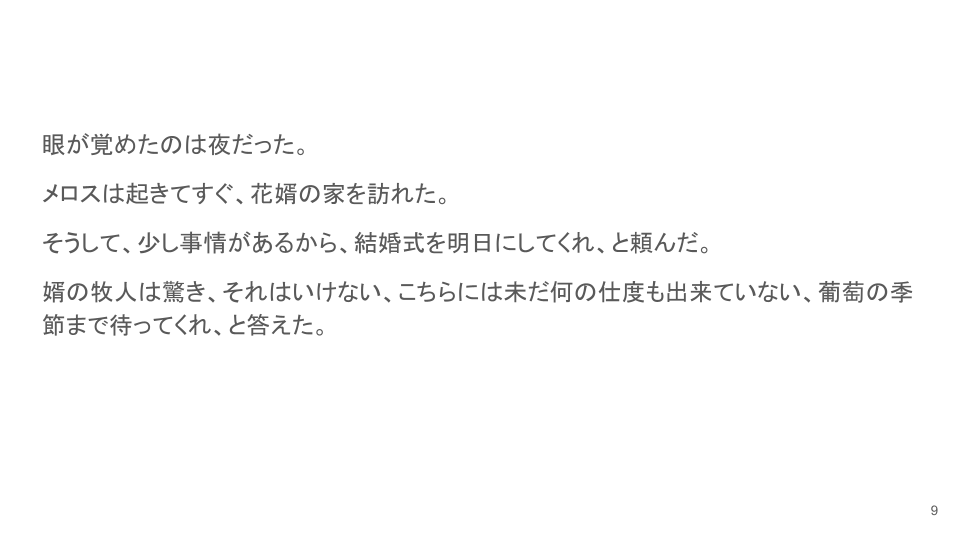 眼が覚めたのは夜だった。
メロスは起きてすぐ、花婿の家を訪れた。
そうして、少し事情があるから、結婚式を明日にしてくれ、と頼んだ。
婿の牧人は驚き、それはいけない、こちらには未だ何の仕度も出来ていない、葡萄の季
節まで待ってくれ、と答えた。
9